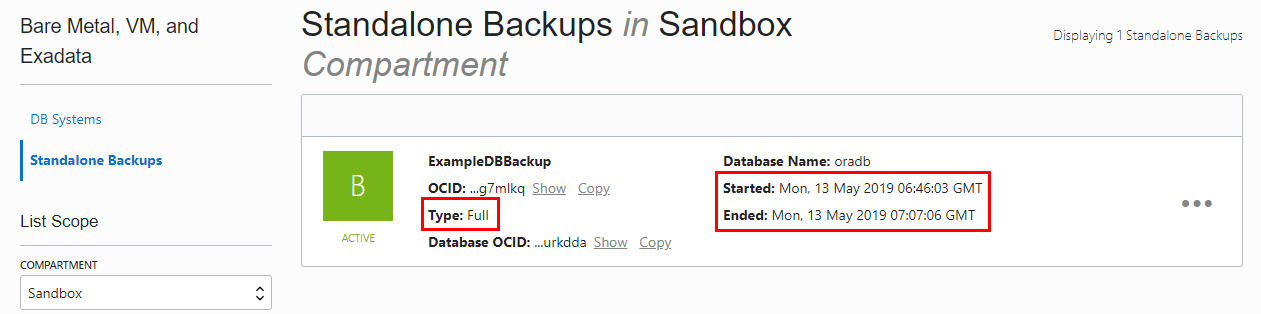 Bare Metal, VM, and
Exadata
DB Systems
Standalone Backups
List Scope
COMPARTMENT
Sandbox
Standalone Backups in Sandbox
Compartment
Displaying 1 Standalone Backups
B
ACTIVE
ExampleDBBackup
OCID: ...g7mlkq Show Copy
Type: Full
Database OCID: ...urkdda Show Copy
Database Name: oradb
Started: Mon, 13 May 2019 06:46:03 GMT
Ended: Mon, 13 May 2019 07:07:06 GMT